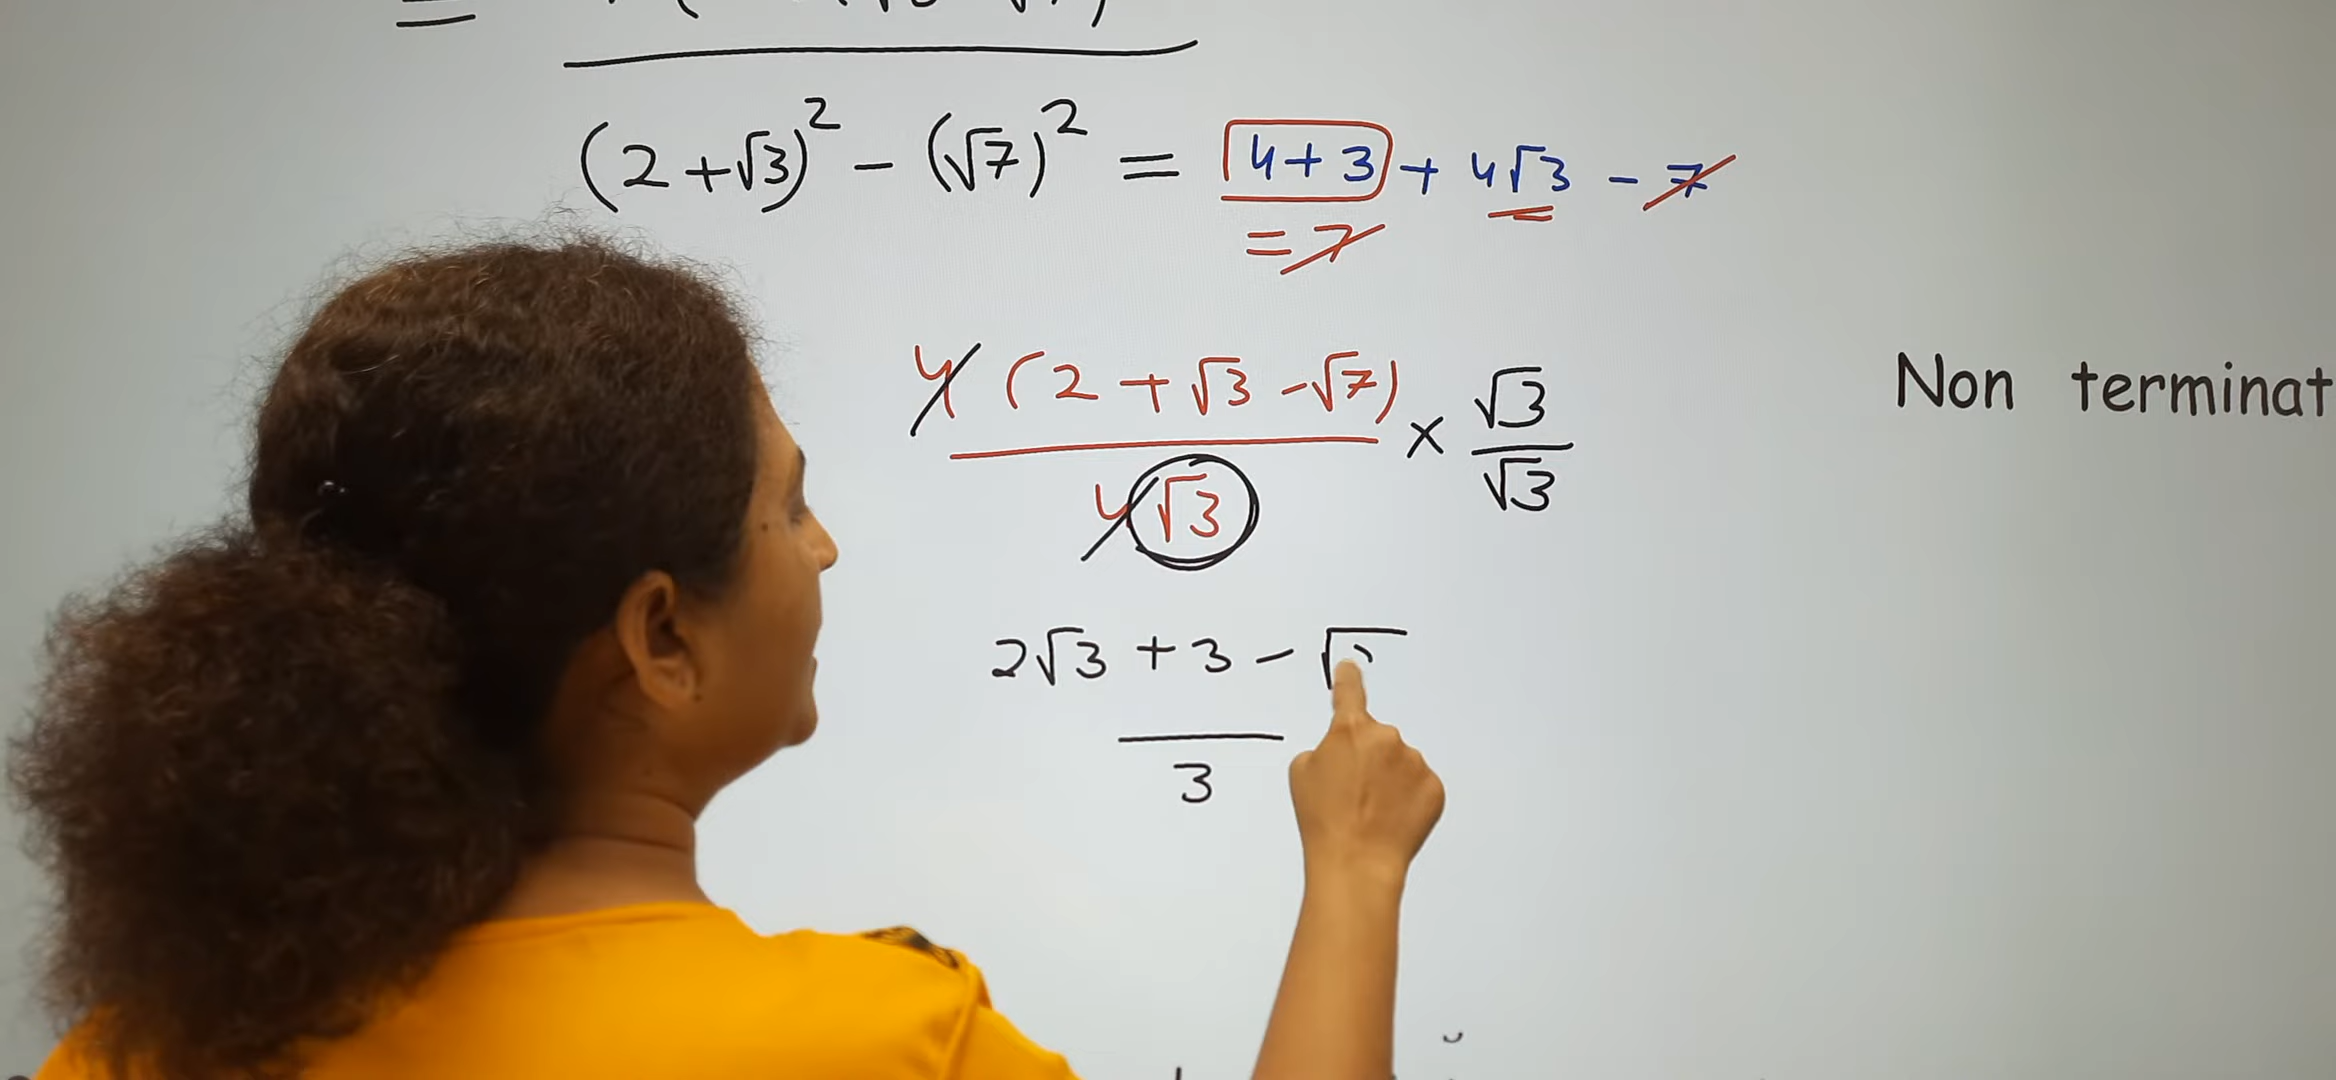 =
(2 + √3)² - (√7)² = 4 + 3 + 4√3 - 7
= 7
4 (2 + √3 - √7) × √3
4√3 √3
Non terminat
2√3 + 3 - √
3